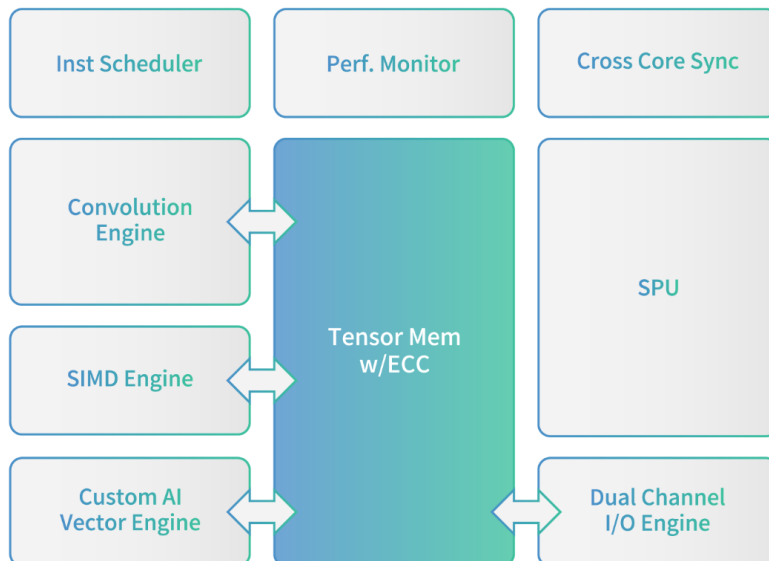 Inst Scheduler
Perf. Monitor
Cross Core Sync
Convolution
Engine
SPU
Tensor Mem
w/ECC
SIMD Engine
Custom AI
Vector Engine
Dual Channel
I/O Engine